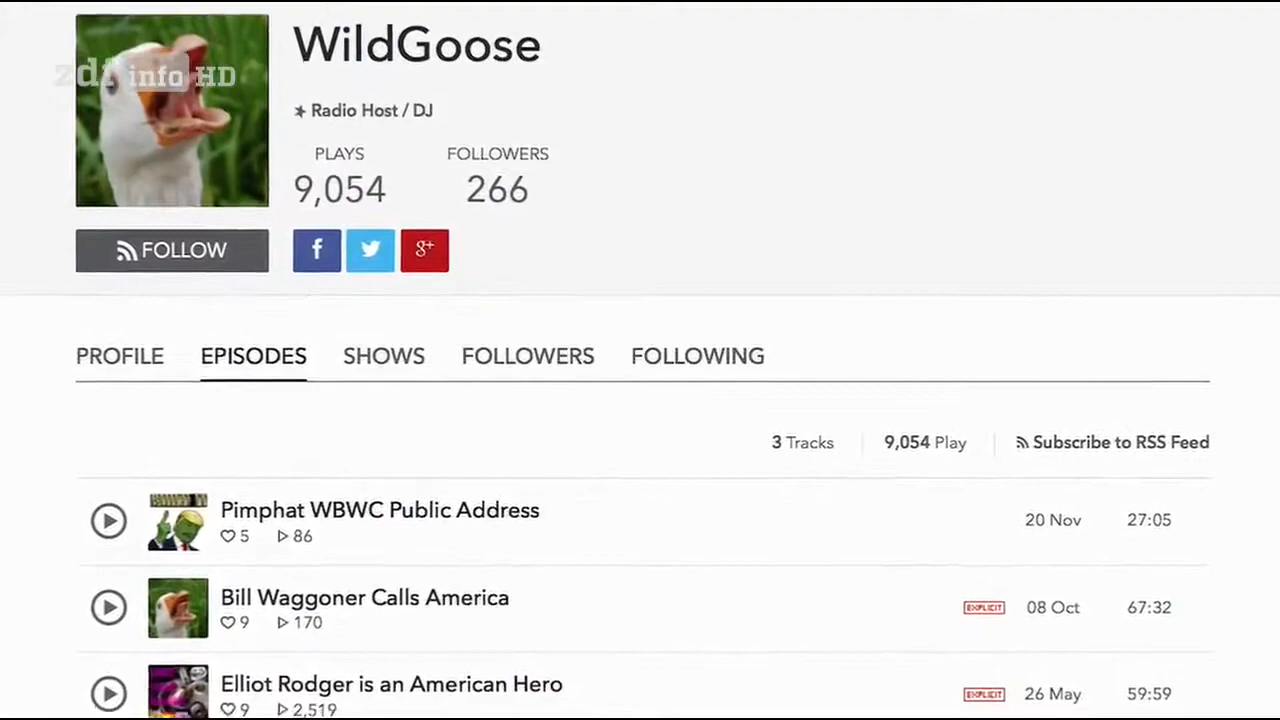 zdf info HD
WildGoose
Radio Host / DJ
PLAYS FOLLOWERS
9,054 266
FOLLOW f g+
PROFILE EPISODES SHOWS FOLLOWERS FOLLOWING
3 Tracks 9,054 Play Subscribe to RSS Feed
Pimphat WBWC Public Address
5 86 20 Nov 27:05
Bill Waggoner Calls America
9 170 EXPLICIT 08 Oct 67:32
Elliot Rodger is an American Hero
9 2,519 EXPLICIT 26 May 59:59